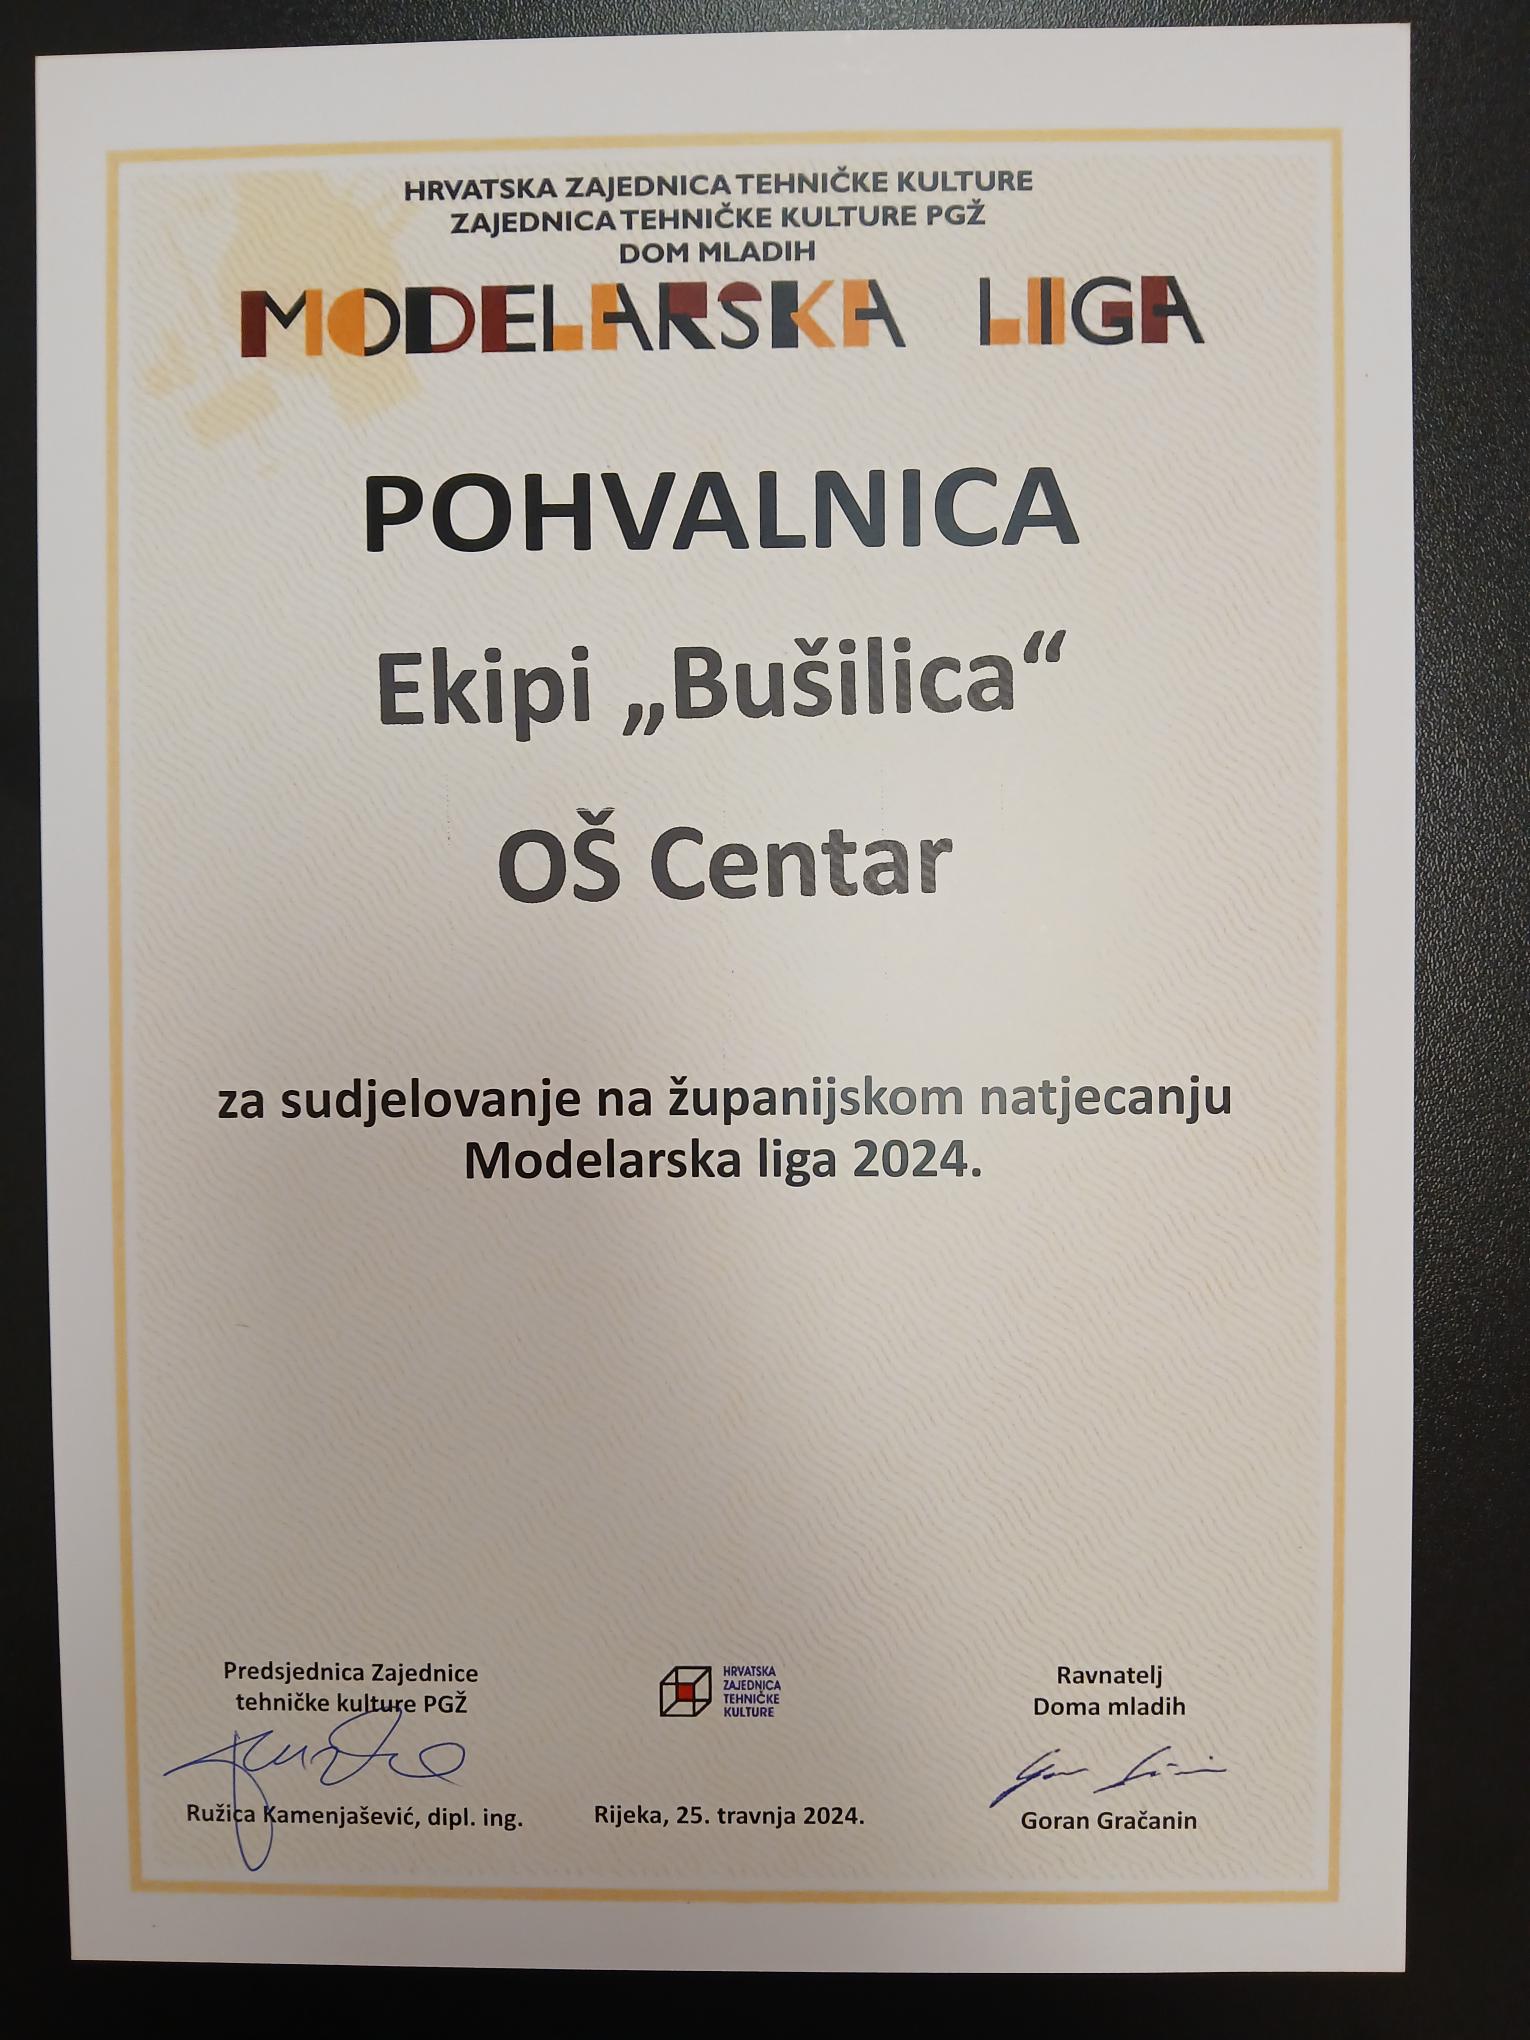 HRVATSKA ZAJEDNICA TEHNIČKE KULTURE
ZAJEDNICA TEHNIČKE KULTURE PGŽ
DOM MLADIH
MODELARSKA LIGA
POHVALNICA
Ekipi „Bušilica“
OŠ Centar
za sudjelovanje na županijskom natjecanju
Modelarska liga 2024.
Predsjednica Zajednice
tehničke kulture PGŽ
Ružica Kamenjašević, dipl. ing.
HRVATSKA
ZAJEDNICA
TEHNIČKE
KULTURE
Rijeka, 25. travnja 2024.
Ravnatelj
Doma mladih
Goran Gračanin